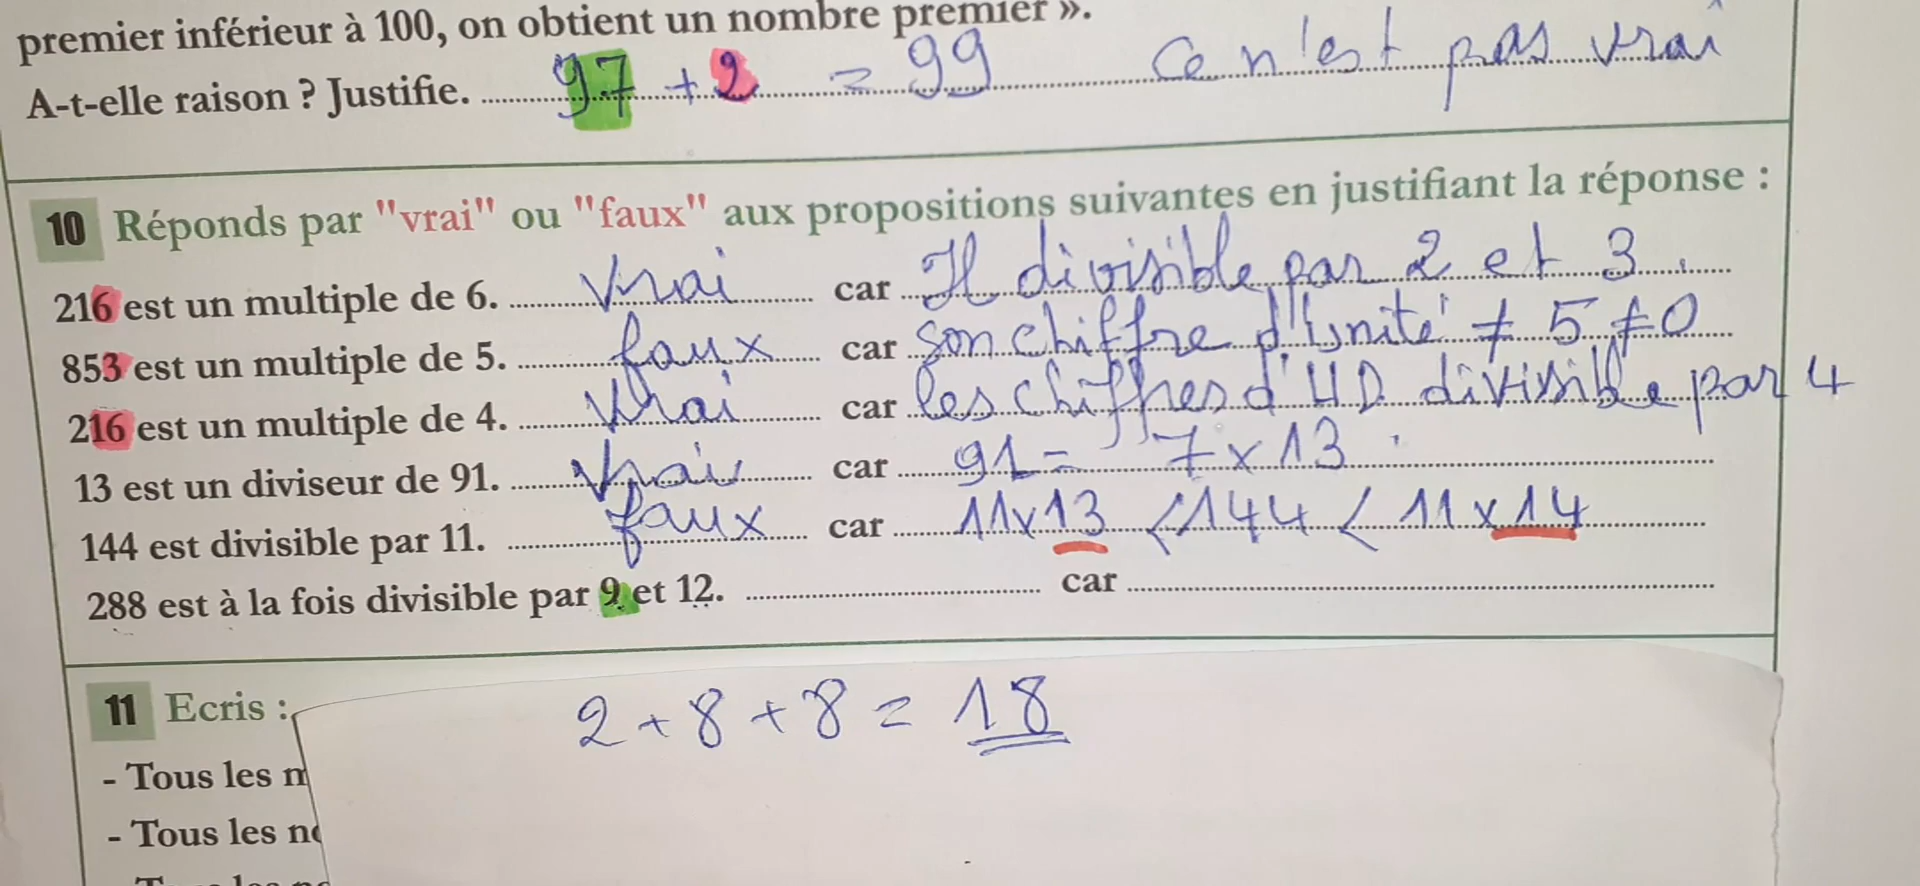 premier inférieur à 100, on obtient un nombre premier ».
A-t-elle raison ? Justifie. 97 + 2 = 99 ce n'est pas vrai
10 Réponds par "vrai" ou "faux" aux propositions suivantes en justifiant la réponse :
216 est un multiple de 6. vrai car Il divisible par 2 et 3.
853 est un multiple de 5. faux car son chiffre d'unité ≠ 5 ≠ 0
216 est un multiple de 4. vrai car les chiffres d'UD divisible par 4
13 est un diviseur de 91. vrai car 91 = 7 x 13.
144 est divisible par 11. faux car 11x13 < 144 < 11 x 14
288 est à la fois divisible par 9 et 12. car
11 Ecris :
2 + 8 + 8 = 18
- Tous les
- Tous les